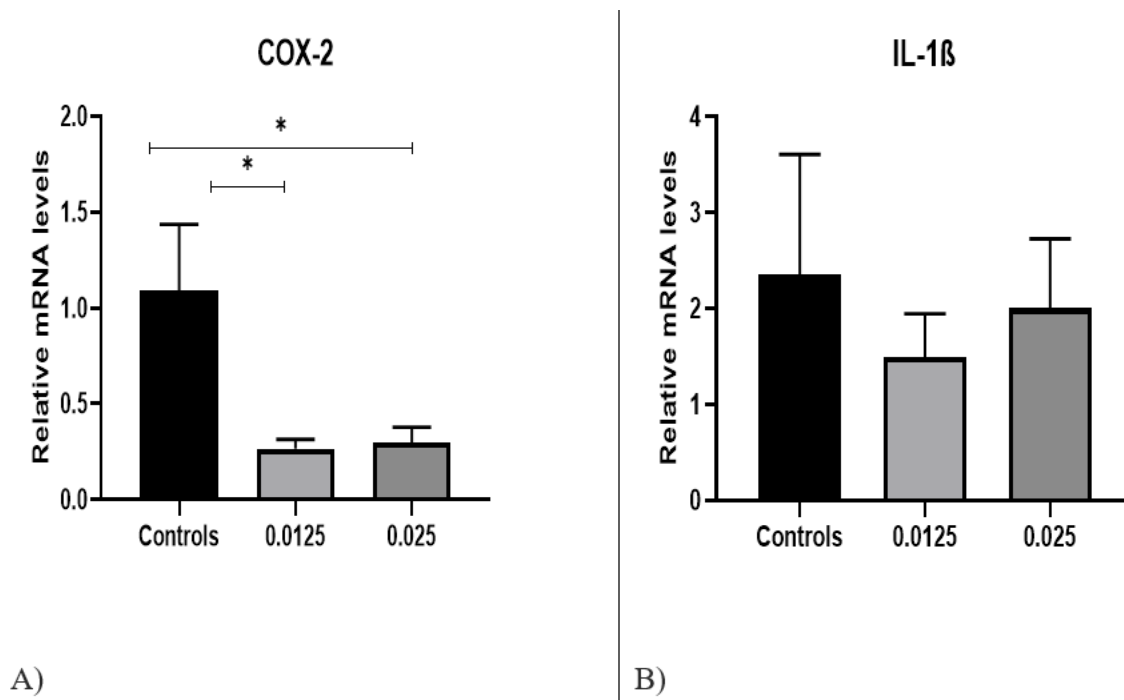 COX-2
Relative mRNA levels
2.0
1.5
1.0
0.5
0.0
*
*
Controls 0.0125 0.025
A)
IL-1ß
Relative mRNA levels
4
3
2
1
0
Controls 0.0125 0.025
B)